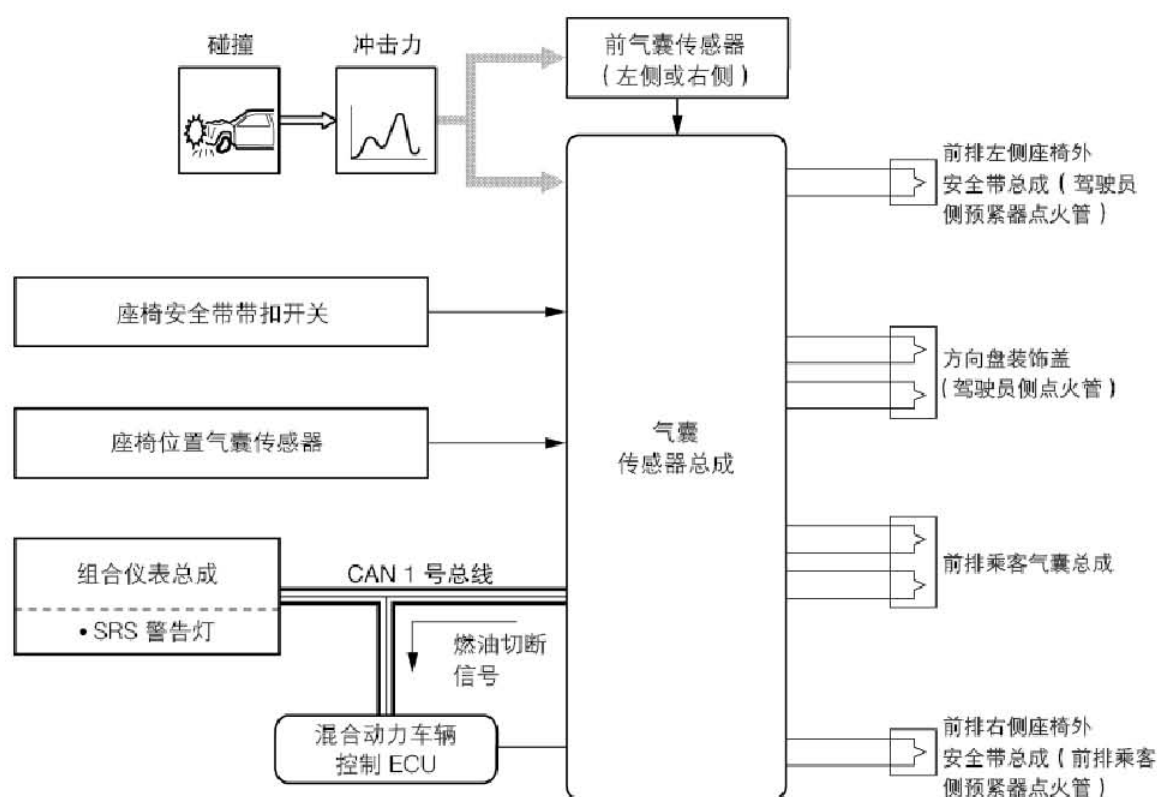 碰撞
冲击力
前气囊传感器
（左侧或右侧）
前排左侧座椅外
安全带总成（驾驶员
侧预紧器点火管）
座椅安全带带扣开关
方向盘装饰盖
（驾驶员侧点火管）
座椅位置气囊传感器
气囊
传感器总成
组合仪表总成
• SRS 警告灯
CAN 1 号总线
前排乘客气囊总成
燃油切断
信号
混合动力车辆
控制 ECU
前排右侧座椅外
安全带总成（前排乘客
侧预紧器点火管）